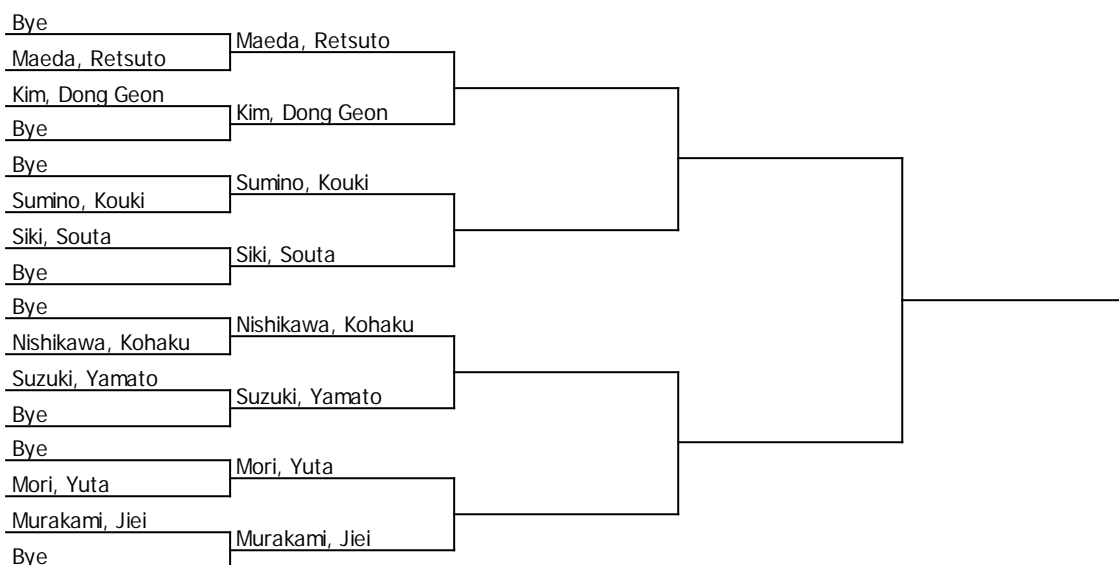 Bye
Maeda, Retsuto
Kim, Dong Geon
Bye
Bye
Sumino, Kouki
Siki, Souta
Bye
Bye
Nishikawa, Kohaku
Suzuki, Yamato
Bye
Bye
Mori, Yuta
Murakami, Jiei
Bye
Maeda, Retsuto
Kim, Dong Geon
Sumino, Kouki
Siki, Souta
Nishikawa, Kohaku
Suzuki, Yamato
Mori, Yuta
Murakami, Jiei